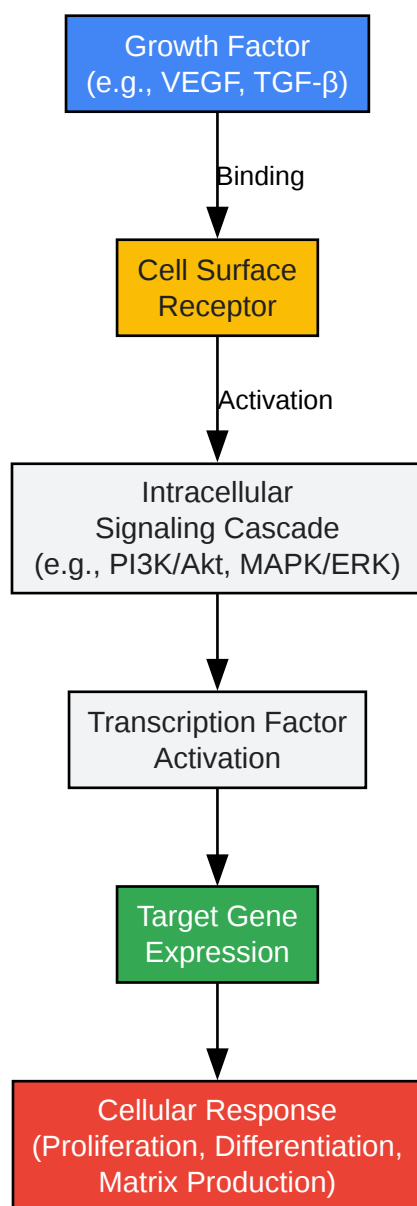 Growth Factor
(e.g., VEGF, TGF-β)
Binding
Cell Surface
Receptor
Activation
Intracellular
Signaling Cascade
(e.g., PI3K/Akt, MAPK/ERK)
Transcription Factor
Activation
Target Gene
Expression
Cellular Response
(Proliferation, Differentiation,
Matrix Production)